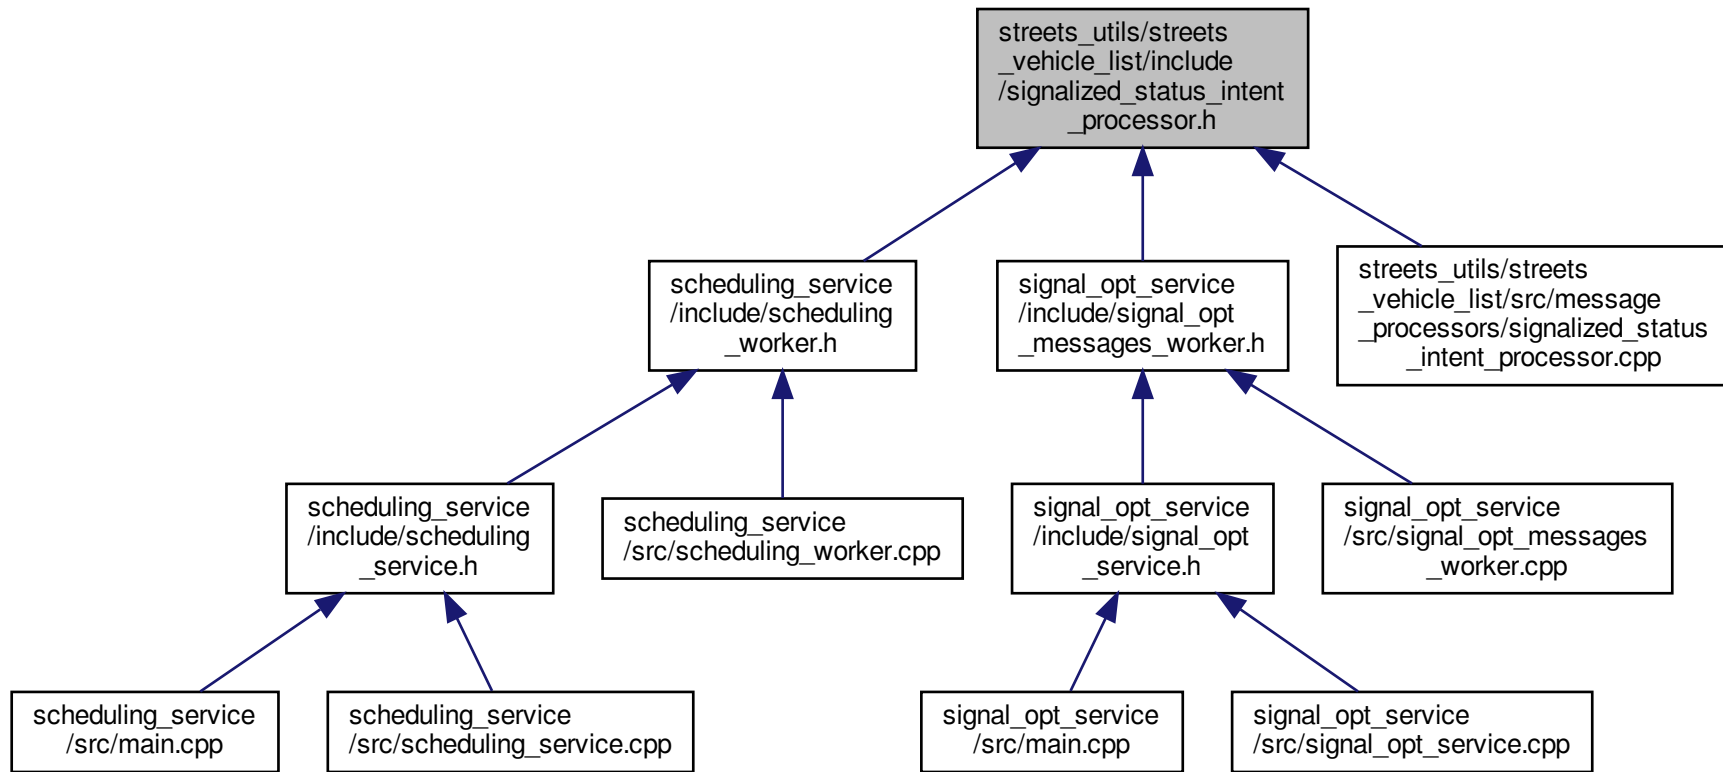 streets_utils/streets
_vehicle_list/include
/signalized_status_intent
_processor.h
scheduling_service
/include/scheduling
_worker.h
signal_opt_service
/include/signal_opt
_messages_worker.h
streets_utils/streets
_vehicle_list/src/message
_processors/signalized_status
_intent_processor.cpp
scheduling_service
/include/scheduling
_service.h
scheduling_service
/src/scheduling_worker.cpp
signal_opt_service
/include/signal_opt
_service.h
signal_opt_service
/src/signal_opt_messages
_worker.cpp
scheduling_service
/src/main.cpp
scheduling_service
/src/scheduling_service.cpp
signal_opt_service
/src/main.cpp
signal_opt_service
/src/signal_opt_service.cpp